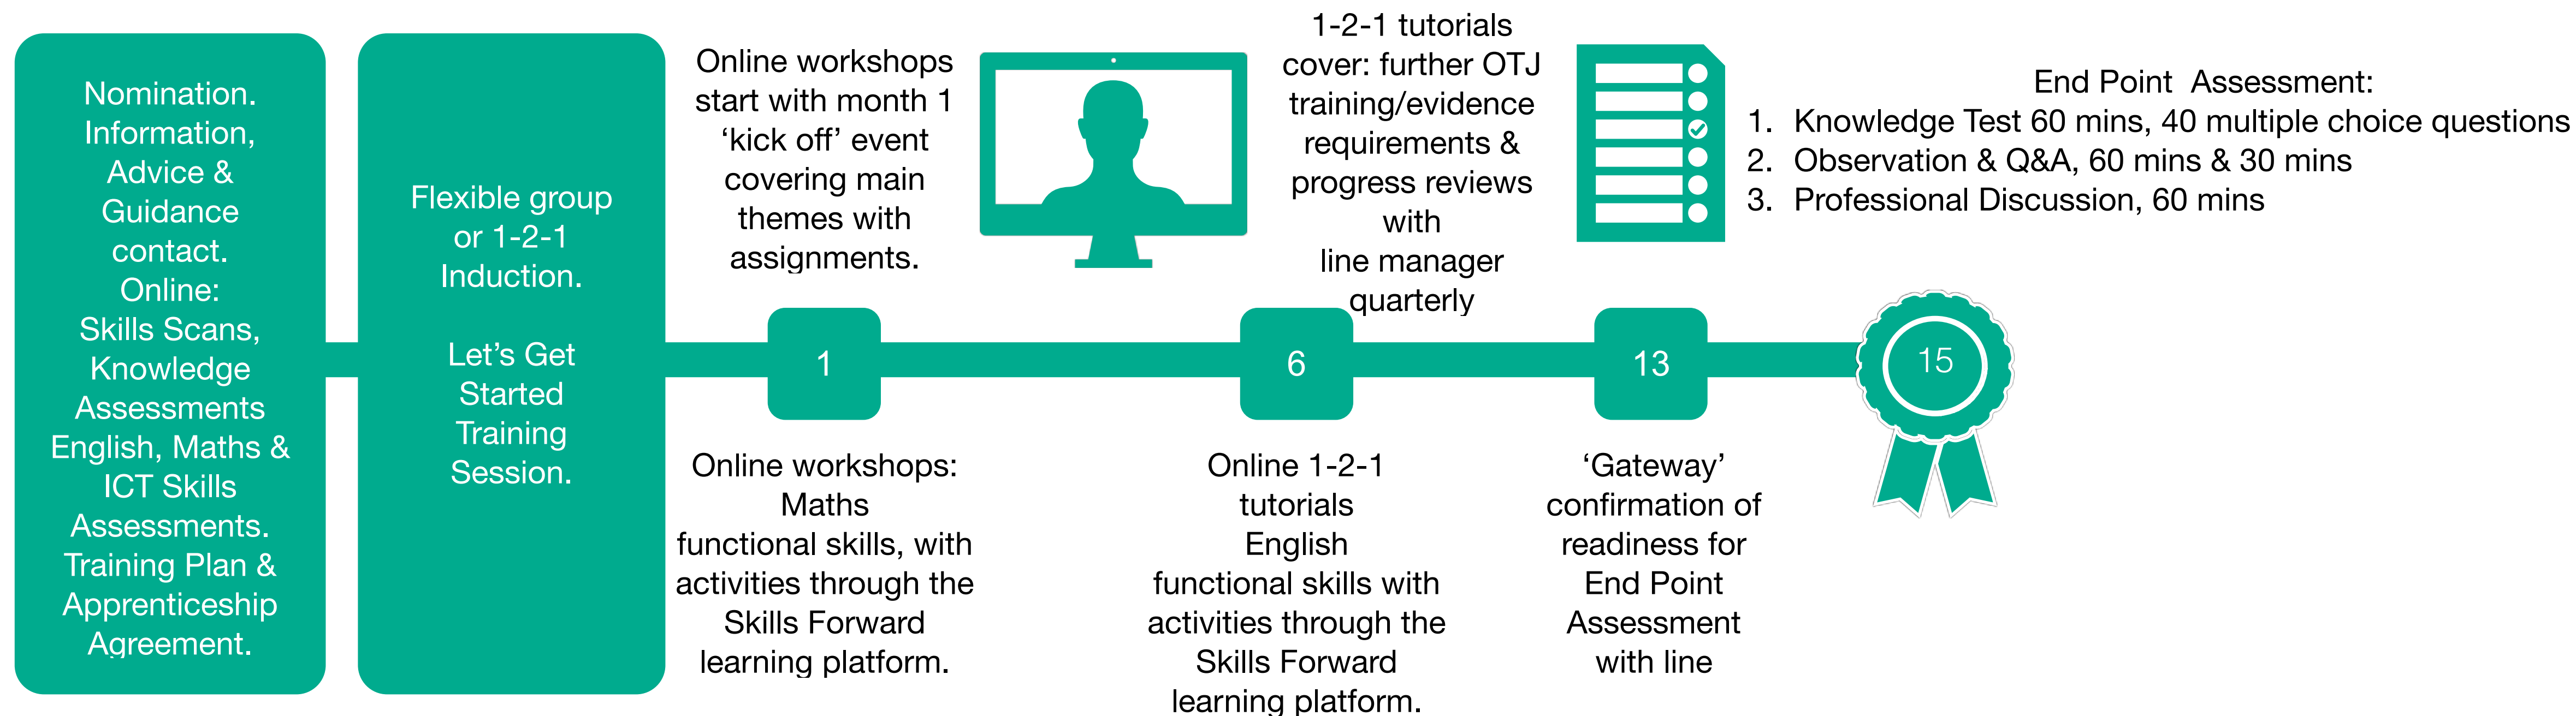 Nomination.
Information,
Advice &
Guidance
contact.
Online:
Skills Scans,
Knowledge
Assessments
English, Maths &
ICT Skills
Assessments.
Training Plan &
Apprenticeship
Agreement.
Flexible group
or 1-2-1
Induction.
Let’s Get
Started
Training
Session.
Online workshops
start with month 1
‘kick off’ event
covering main
themes with
assignments.
1
Online workshops:
Maths
functional skills, with
activities through the
Skills Forward
learning platform.
1-2-1 tutorials
cover: further OTJ
training/evidence
requirements &
progress reviews
with
line manager
quarterly
6
Online 1-2-1
tutorials
English
functional skills with
activities through the
Skills Forward
learning platform.
13
‘Gateway’
confirmation of
readiness for
End Point
Assessment
with line
End Point  Assessment:
1. Knowledge Test 60 mins, 40 multiple choice questions
2. Observation & Q&A, 60 mins & 30 mins
3. Professional Discussion, 60 mins
15